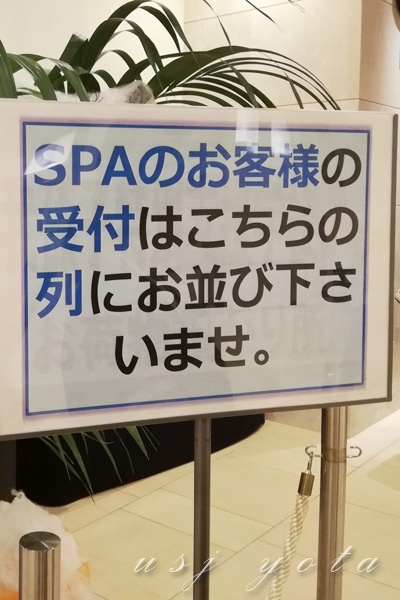 SPAのお客様の
受付はこちらの
列にお並び下さ
いませ。
usj yota